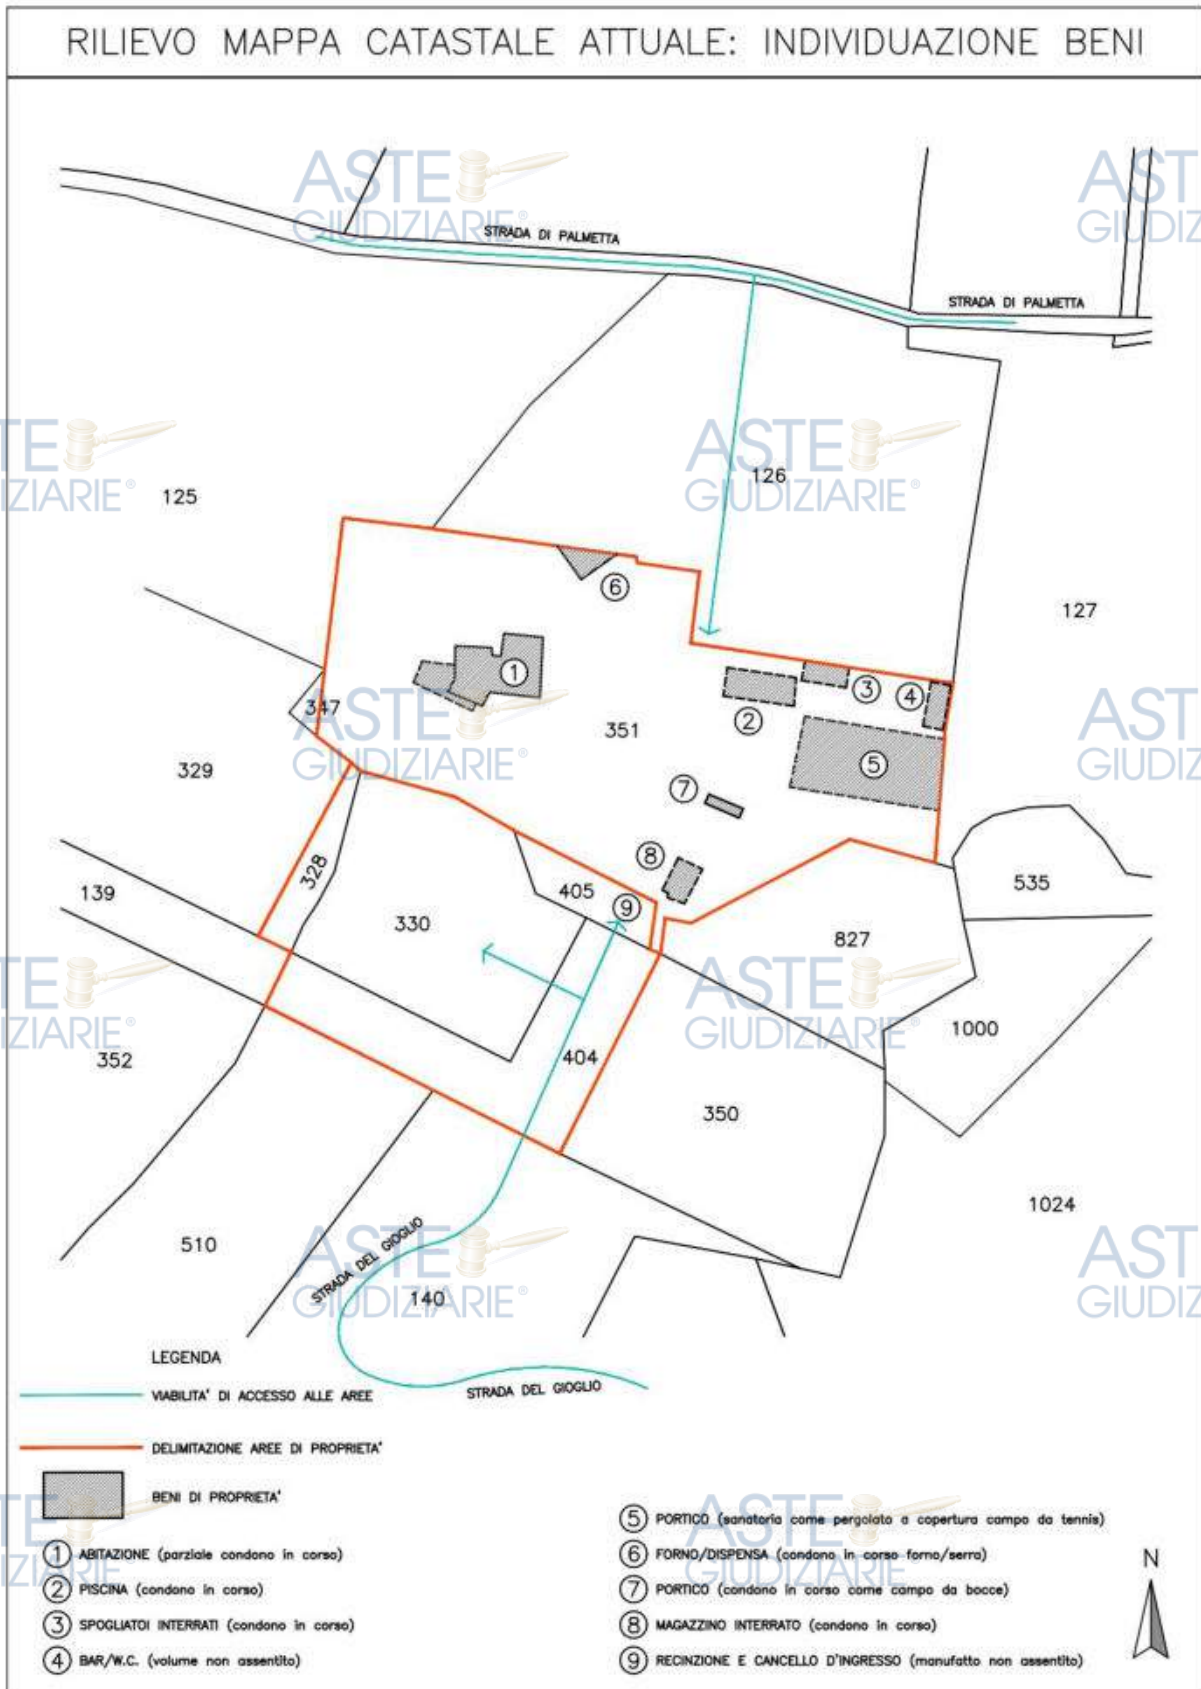 RILIEVO MAPPA CATASTALE ATTUALE: INDIVIDUAZIONE BENI
ASTE GIUDIZIARIE®
STRADA DI PALMETTA
STRADA DI PALMETTA
126
125
127
6
1
3
4
2
347
351
5
329
7
8
328
535
139
405
9
330
827
1000
352
404
350
1024
510
STRADA DEL GIOGLIO
140
LEGENDA
VIABILITA' DI ACCESSO ALLE AREE
STRADA DEL GIOGLIO
DELIMITAZIONE AREE DI PROPRIETA'
BENI DI PROPRIETA'
1 ABITAZIONE (parziale condono in corso)
2 PISCINA (condono in corso)
3 SPOGLIATOI INTERRATI (condono in corso)
4 BAR/W.C. (volume non assentito)
5 PORTICO (sanatoria come pergolato a copertura campo da tennis)
6 FORNO/DISPENSA (condono in corso forno/serra)
7 PORTICO (condono in corso come campo da bocce)
8 MAGAZZINO INTERRATO (condono in corso)
9 RECINZIONE E CANCELLO D'INGRESSO (manufatto non assentito)
N